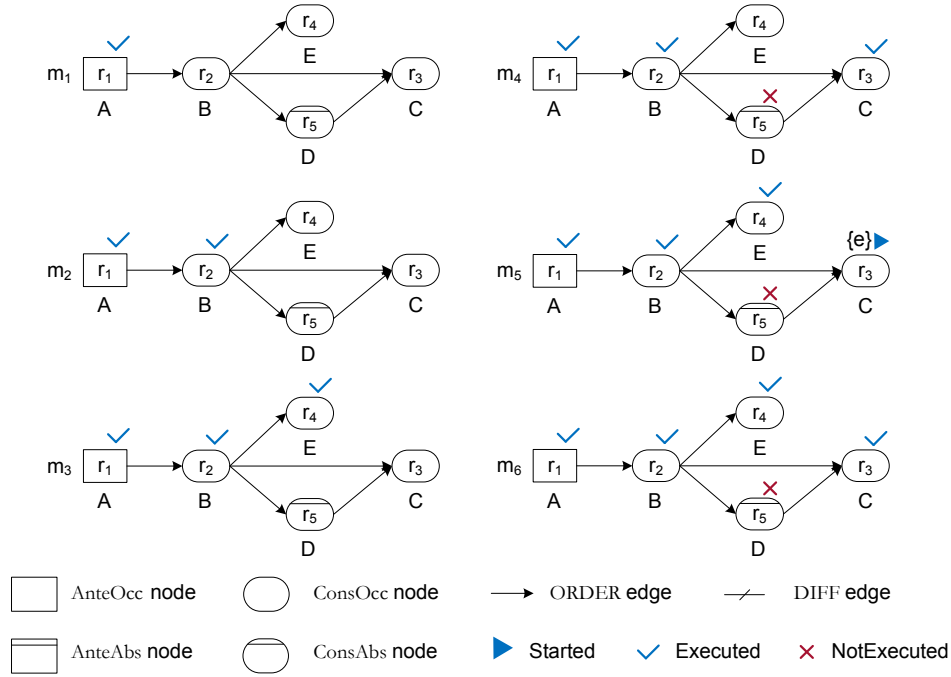 r4
E
m1 r1 r2 r3
A B C
r5
D
r4
E
m4 r1 r2 r3
A B C
r5
D
r4
E
m2 r1 r2 r3
A B C
r5
D
r4
E
{e}
m5 r1 r2 r3
A B C
r5
D
r4
E
m3 r1 r2 r3
A B C
r5
D
r4
E
m6 r1 r2 r3
A B C
r5
D
AnteOcc node ConsOcc node ORDER edge DIFF edge
AnteAbs node ConsAbs node Started Executed NotExecuted